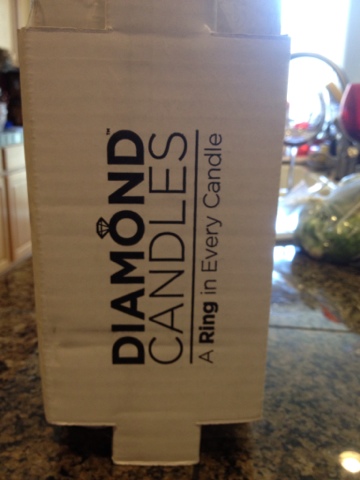 DIAMOND™
CANDLES
A Ring in Every Candle